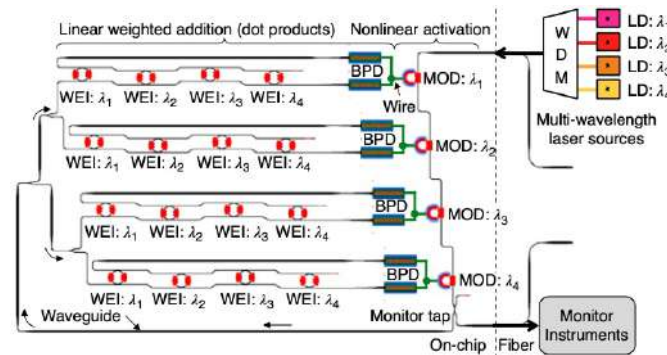 Linear weighted addition (dot products) Nonlinear activation
W
D
M
LD: λ
LD: λ
LD: λ
LD: λ
Multi-wavelength
laser sources
BPD
MOD: λ1
Wire
WEI: λ1 WEI: λ2 WEI: λ3 WEI: λ4
BPD
MOD: λ2
WEI: λ1 WEI: λ2 WEI: λ3 WEI: λ4
BPD
MOD: λ3
WEI: λ1 WEI: λ2 WEI: λ3 WEI: λ4
BPD
MOD: λ4
WEI: λ1 WEI: λ2 WEI: λ3 WEI: λ4
Waveguide
Monitor tap
On-chip Fiber
Monitor
Instruments